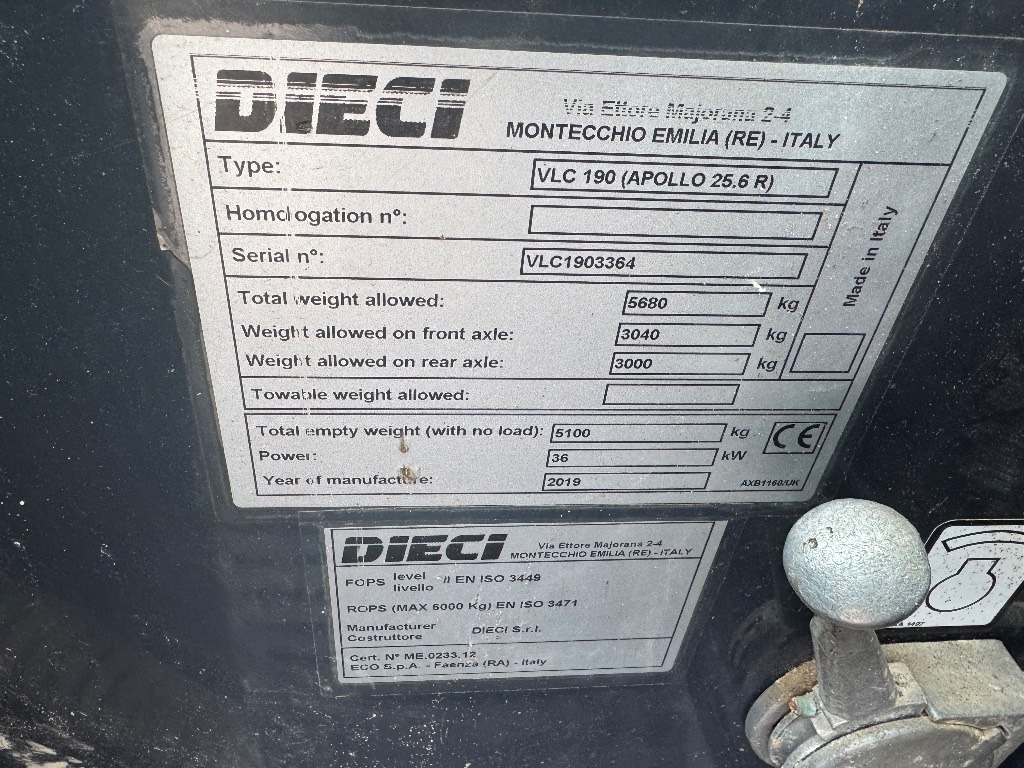 DIECI
Via Ettore Majorana 2-4
MONTECCHIO EMILIA (RE) - ITALY
Type: VLC 190 (APOLLO 25.6 R)
Homologation n°:
Serial n°: VLC1903364
Total weight allowed: 5680 kg
Weight allowed on front axle: 3040 kg
Weight allowed on rear axle: 3000 kg
Made in Italy
Towable weight allowed:
Total empty weight (with no load): 5100 kg
Power: 36 kW
CE
Year of manufacture: 2019
AXB1160/UK
DIECI
Via Ettore Majorana 2-4
MONTECCHIO EMILIA (RE) - ITALY
FOPS level livello II EN ISO 3449
ROPS (MAX 6000 Kg) EN ISO 3471
Manufacturer
Costruttore DIECI S.r.l.
Cert. N° ME.0233.12
ECO S.p.A. - Faenza (RA) - Italy